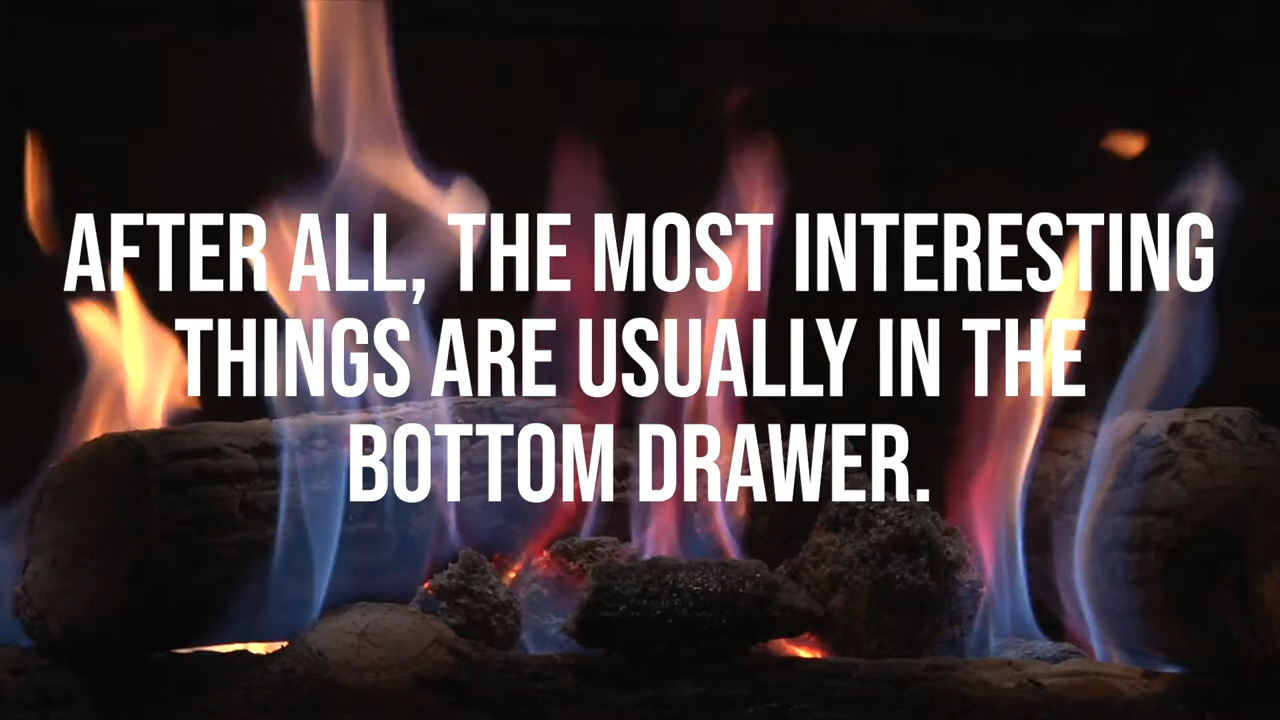 AFTER ALL, THE MOST INTERESTING
THINGS ARE USUALLY IN THE
BOTTOM DRAWER.